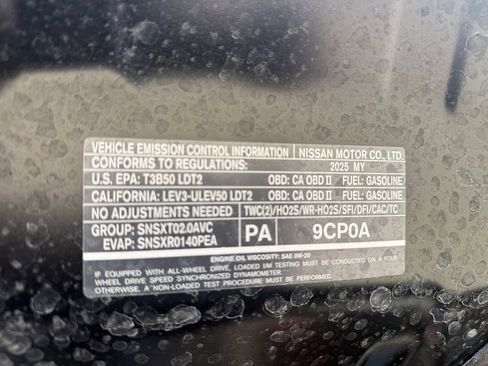 VEHICLE EMISSION CONTROL INFORMATION NISSAN MOTOR CO., LTD.
CONFORMS TO REGULATIONS: 2025 MY
U.S. EPA: T3B50 LDT2 OBD: CA OBD II FUEL: GASOLINE
CALIFORNIA: LEV3-ULEV50 LDT2 OBD: CA OBD II FUEL: GASOLINE
NO ADJUSTMENTS NEEDED TWC(2)/HO2S/WR-HO2S/SFI/DFI/CAC/TC
GROUP: SNSXT02.0AVC
EVAP: SNSXR0140PEA
PA 9CP0A
ENGINE OIL VISCOSITY: SAE 0W-20
IF EQUIPPED WITH ALL-WHEEL DRIVE, LOADED I/M TESTING MUST BE PERFORMED USING A
4-WHEEL SPEED SYNCHRONIZED DYNAMOMETER.
OTHERWISE, A NON-LOADED I/M TEST PROCEDURE MUST BE USED.